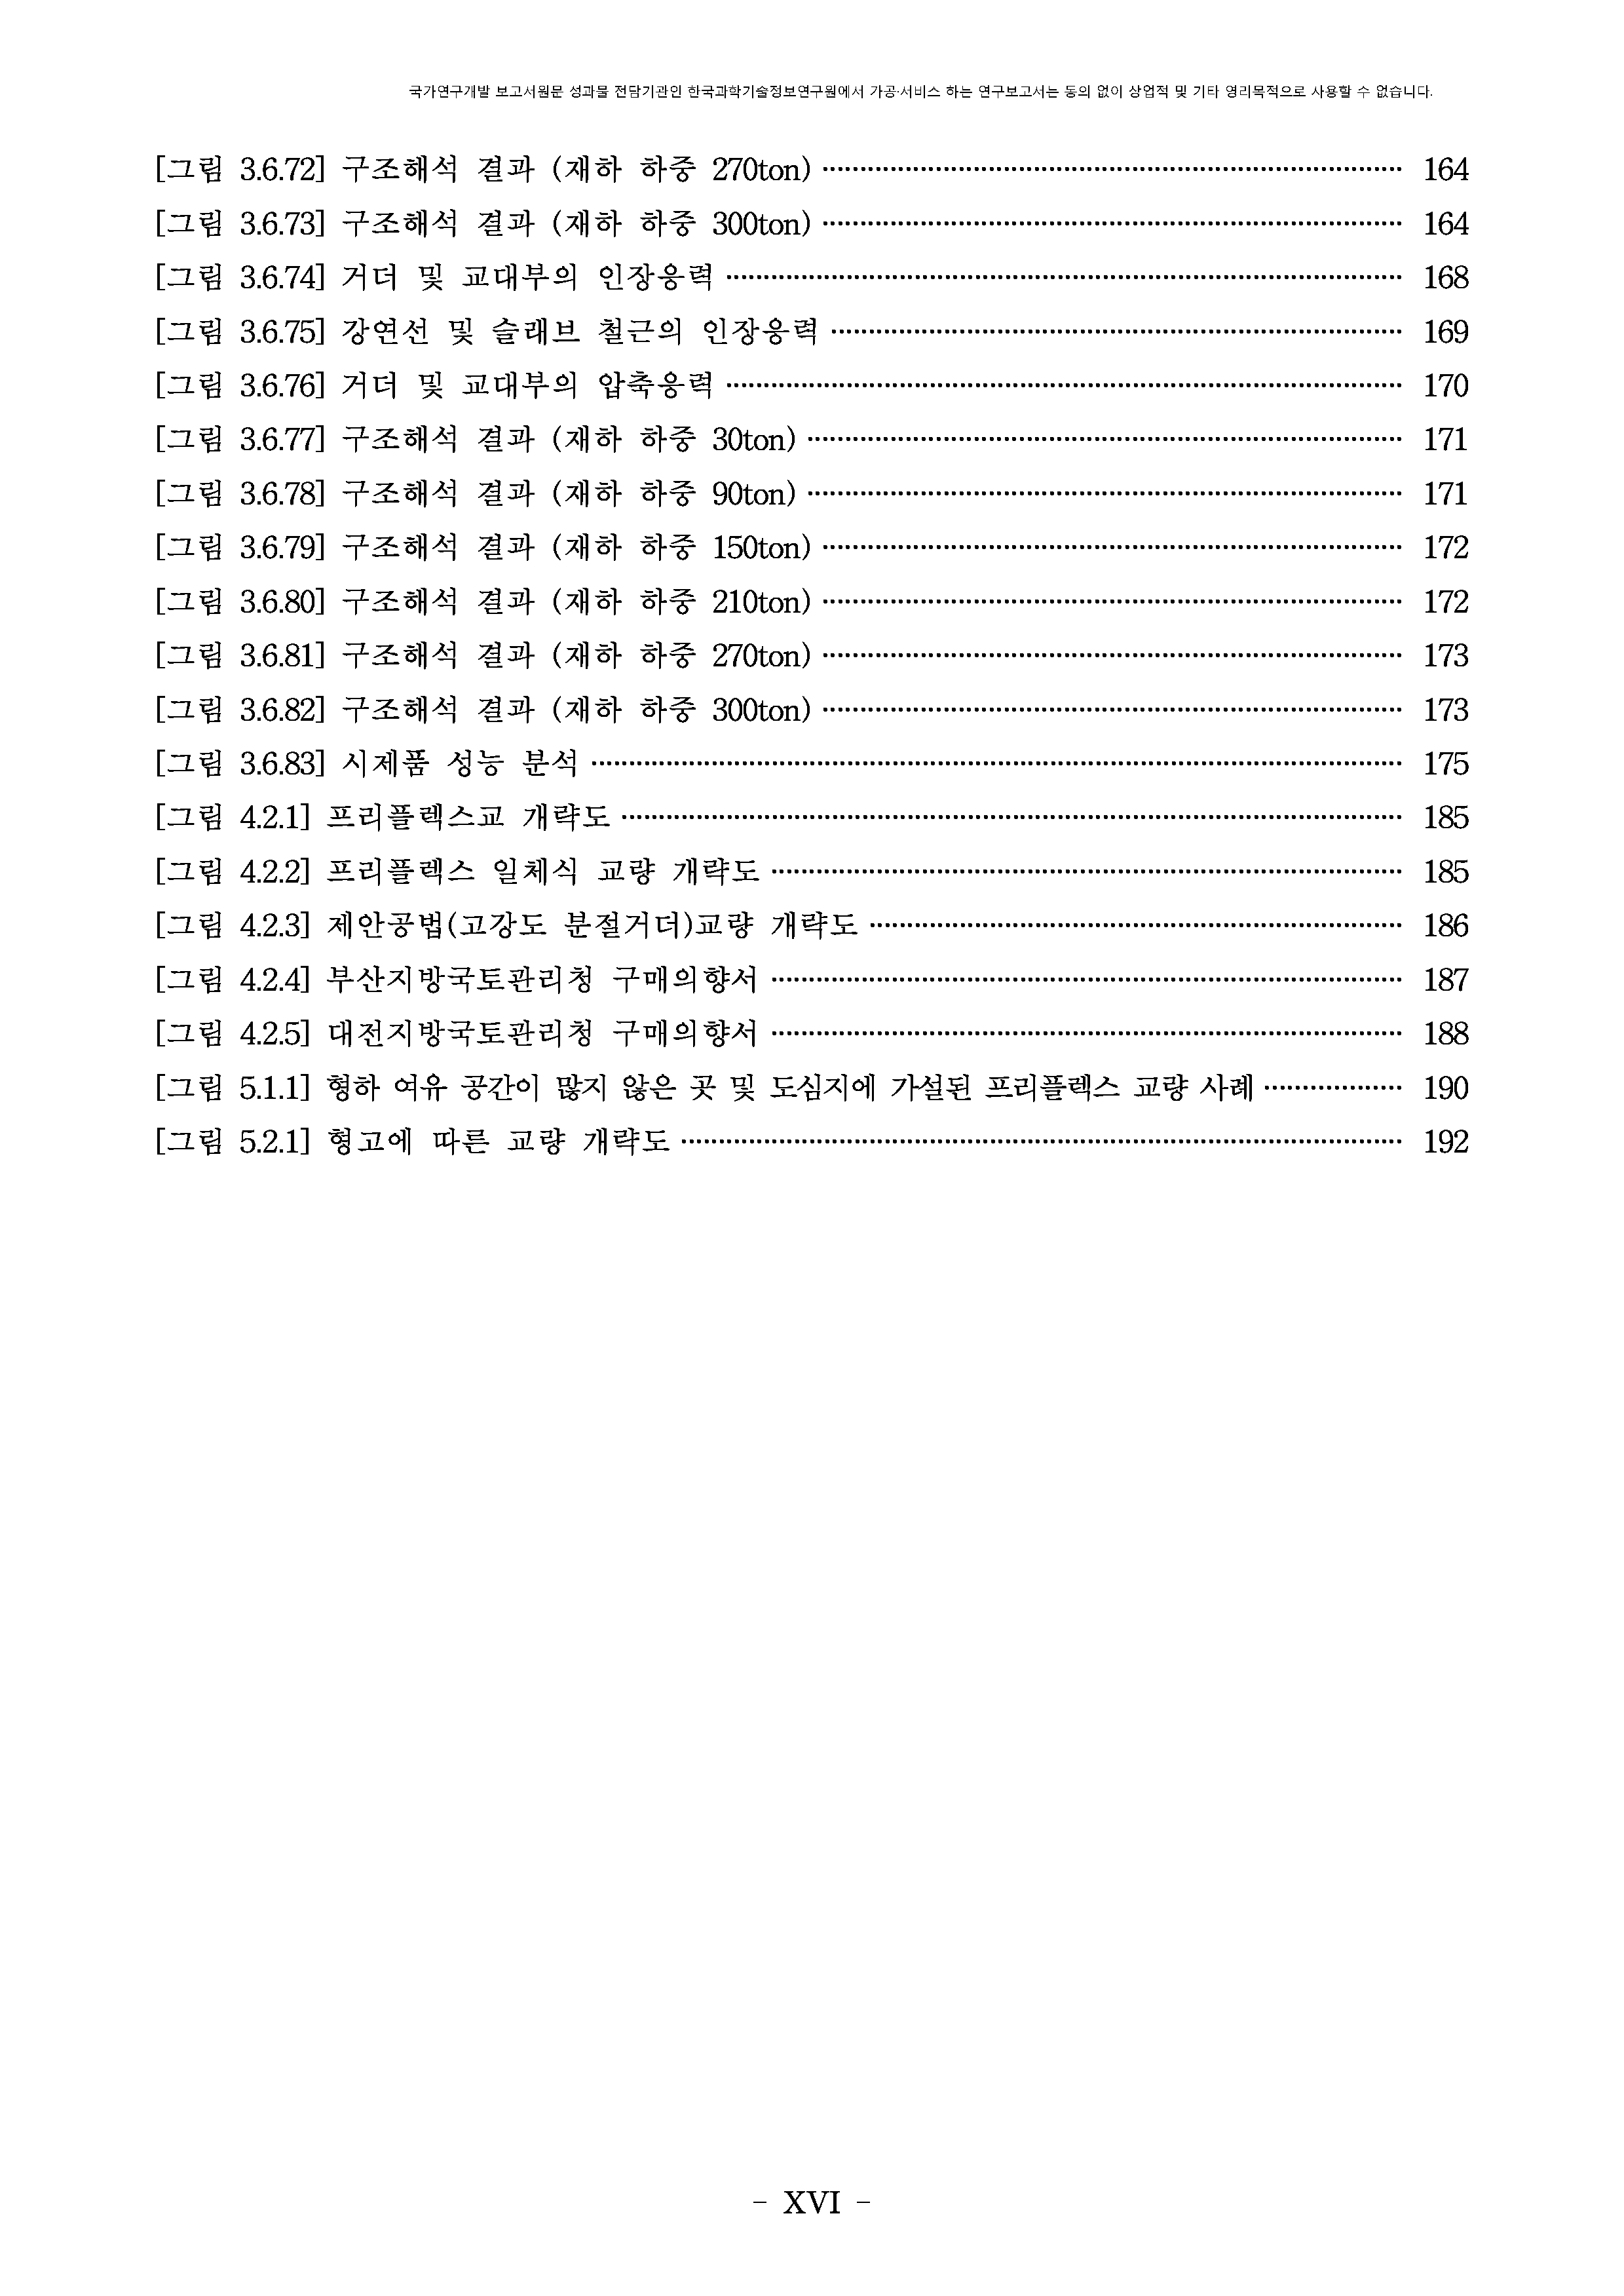 국가연구개발 보고서원문 성과물 전담기관인 한국과학기술정보연구원에서 가공·서비스 하는 연구보고서는 동의 없이 상업적 및 기타 영리목적으로 사용할 수 없습니다.
[그림 3.6.72] 구조해석 결과 (재하 하중 270ton) ························ 164
[그림 3.6.73] 구조해석 결과 (재하 하중 300ton) ························ 164
[그림 3.6.74] 거더 및 교대부의 인장응력 ························ 168
[그림 3.6.75] 강연선 및 슬래브 철근의 인장응력 ························ 169
[그림 3.6.76] 거더 및 교대부의 압축응력 ························ 170
[그림 3.6.77] 구조해석 결과 (재하 하중 30ton) ························ 171
[그림 3.6.78] 구조해석 결과 (재하 하중 90ton) ························ 171
[그림 3.6.79] 구조해석 결과 (재하 하중 150ton) ························ 172
[그림 3.6.80] 구조해석 결과 (재하 하중 210ton) ························ 172
[그림 3.6.81] 구조해석 결과 (재하 하중 270ton) ························ 173
[그림 3.6.82] 구조해석 결과 (재하 하중 300ton) ························ 173
[그림 3.6.83] 시제품 성능 분석 ························ 175
[그림 4.2.1] 프리플렉스교 개략도 ························ 185
[그림 4.2.2] 프리플렉스 일체식 교량 개략도 ························ 185
[그림 4.2.3] 제안공법(고강도 분절거더)교량 개략도 ························ 186
[그림 4.2.4] 부산지방국토관리청 구매의향서 ························ 187
[그림 4.2.5] 대전지방국토관리청 구매의향서 ························ 188
[그림 5.1.1] 형하 여유 공간이 많지 않은 곳 및 도심지에 가설된 프리플렉스 교량 사례 ·················· 190
[그림 5.2.1] 형고에 따른 교량 개략도 ························ 192
- XVI -